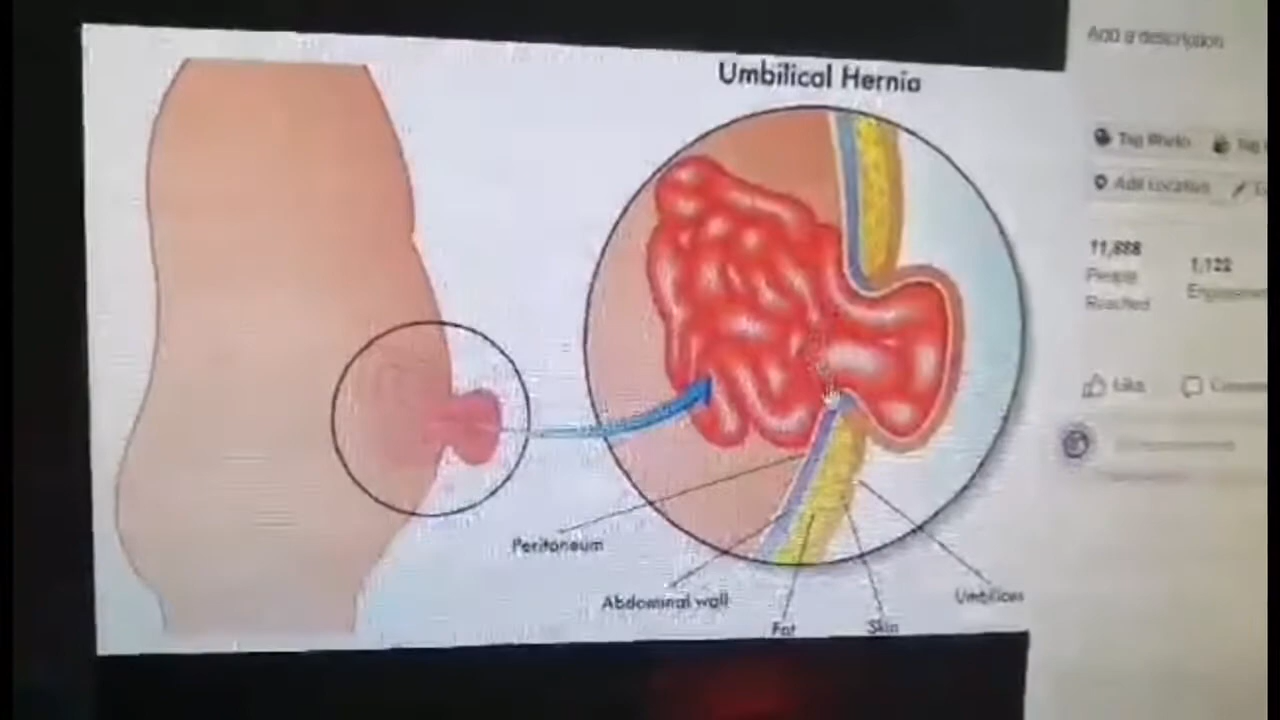 Umbilical Hernia
Peritoneum
Abdominal wall
Fat
Skin
Umbilicus
Add a description
Tag Photo
Tag
Add Location
11,888
People
Reached
1,122
Like